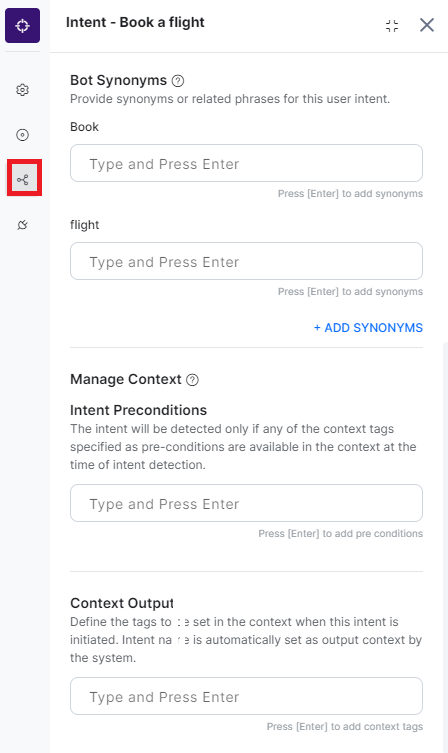 Intent - Book a flight
Bot Synonyms
Provide synonyms or related phrases for this user intent.
Book
Type and Press Enter
Press [Enter] to add synonyms
flight
Type and Press Enter
Press [Enter] to add synonyms
+ ADD SYNONYMS
Manage Context
Intent Preconditions
The intent will be detected only if any of the context tags
specified as pre-conditions are available in the context at the
time of intent detection.
Type and Press Enter
Press [Enter] to add pre conditions
Context Output
Define the tags to set in the context when this intent is
initiated. Intent is automatically set as output context by
the system.
Type and Press Enter
Press [Enter] to add context tags